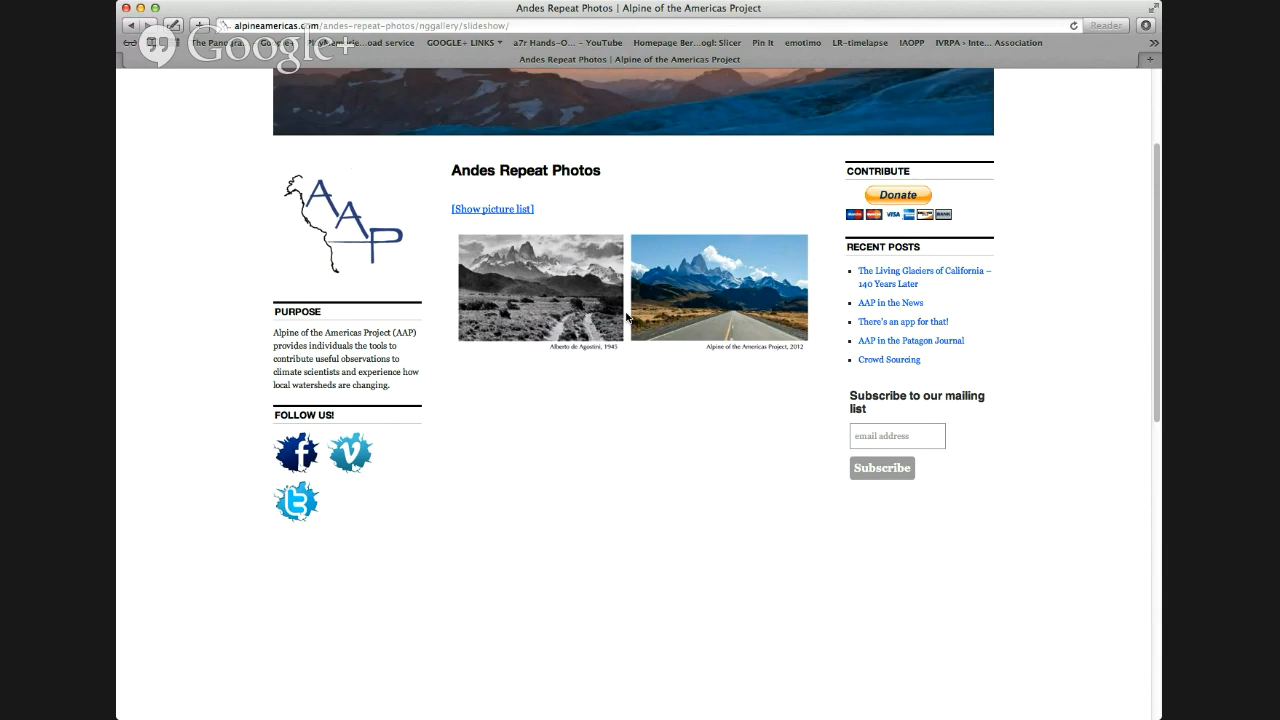 Andes Repeat Photos | Alpine of the Americas Project
alpineamericas.com/andes-repeat-photos/nggallery/slideshow/
Reader
Google+
GOOGLE+ LINKS
a7r Hands-O... - YouTube
Homepage Ber...ogl: Slicer
Pin It
emotimo
LR-timelapse
IAOPP
IVRPA › Inte... Association
Andes Repeat Photos | Alpine of the Americas Project
AAP
PURPOSE
Alpine of the Americas Project (AAP)
provides individuals the tools to
contribute useful observations to
climate scientists and experience how
local watersheds are changing.
FOLLOW US!
Andes Repeat Photos
[Show picture list]
Alberto de Agostini, 1945
Alpine of the Americas Project, 2012
CONTRIBUTE
Donate
VISA
BANK
RECENT POSTS
The Living Glaciers of California –
140 Years Later
AAP in the News
There's an app for that!
AAP in the Patagon Journal
Crowd Sourcing
Subscribe to our mailing
list
email address
Subscribe